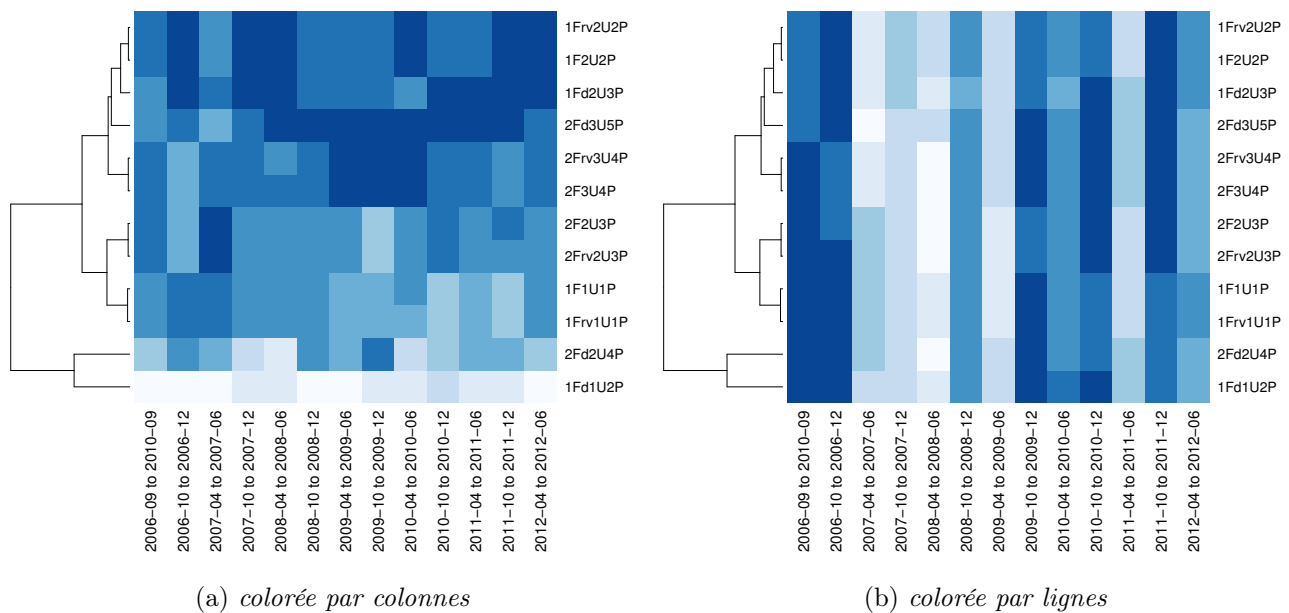 1Frv2U2P
1F2U2P
1Fd2U3P
2Fd3U5P
2Frv3U4P
2F3U4P
2F2U3P
2Frv2U3P
1F1U1P
1Frv1U1P
2Fd2U4P
1Fd1U2P
2006−09 to 2010−09
2006−10 to 2006−12
2007−04 to 2007−06
2007−10 to 2007−12
2008−04 to 2008−06
2008−10 to 2008−12
2009−04 to 2009−06
2009−10 to 2009−12
2010−04 to 2010−06
2010−10 to 2010−12
2011−04 to 2011−06
2011−10 to 2011−12
2012−04 to 2012−06
(a) colorée par colonnes
1Frv2U2P
1F2U2P
1Fd2U3P
2Fd3U5P
2Frv3U4P
2F3U4P
2F2U3P
2Frv2U3P
1F1U1P
1Frv1U1P
2Fd2U4P
1Fd1U2P
2006−09 to 2010−09
2006−10 to 2006−12
2007−04 to 2007−06
2007−10 to 2007−12
2008−04 to 2008−06
2008−10 to 2008−12
2009−04 to 2009−06
2009−10 to 2009−12
2010−04 to 2010−06
2010−10 to 2010−12
2011−04 to 2011−06
2011−10 to 2011−12
2012−04 to 2012−06
(b) colorée par lignes